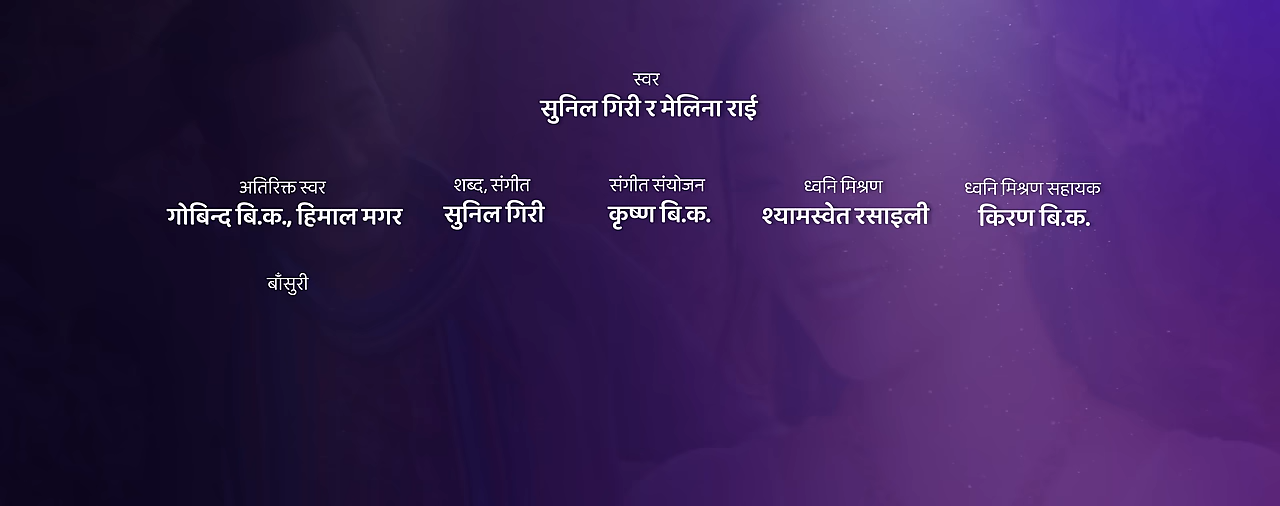 स्वर
सुनिल गिरी र मेलिना राई
अतिरिक्त स्वर
गोबिन्द बि.क., हिमाल मगर
शब्द, संगीत
सुनिल गिरी
संगीत संयोजन
कृष्ण बि.क.
ध्वनि मिश्रण
श्यामस्वेत रसाइली
ध्वनि मिश्रण सहायक
किरण बि.क.
बाँसुरी